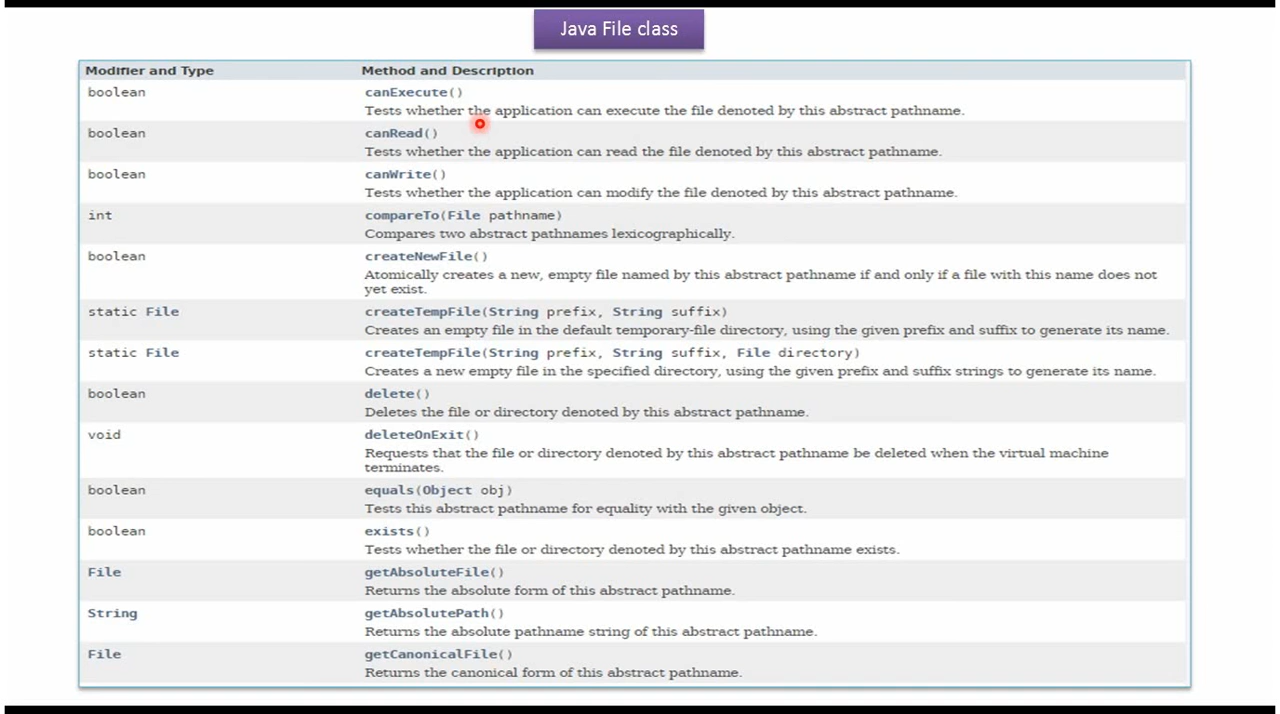 Java File class
Modifier and Type Method and Description
boolean canExecute()
Tests whether the application can execute the file denoted by this abstract pathname.
boolean canRead()
Tests whether the application can read the file denoted by this abstract pathname.
boolean canWrite()
Tests whether the application can modify the file denoted by this abstract pathname.
int compareTo(File pathname)
Compares two abstract pathnames lexicographically.
boolean createNewFile()
Atomically creates a new, empty file named by this abstract pathname if and only if a file with this name does not
yet exist.
static File createTempFile(String prefix, String suffix)
Creates an empty file in the default temporary-file directory, using the given prefix and suffix to generate its name.
static File createTempFile(String prefix, String suffix, File directory)
Creates a new empty file in the specified directory, using the given prefix and suffix strings to generate its name.
boolean delete()
Deletes the file or directory denoted by this abstract pathname.
void deleteOnExit()
Requests that the file or directory denoted by this abstract pathname be deleted when the virtual machine
terminates.
boolean equals(Object obj)
Tests this abstract pathname for equality with the given object.
boolean exists()
Tests whether the file or directory denoted by this abstract pathname exists.
File getAbsoluteFile()
Returns the absolute form of this abstract pathname.
String getAbsolutePath()
Returns the absolute pathname string of this abstract pathname.
File getCanonicalFile()
Returns the canonical form of this abstract pathname.